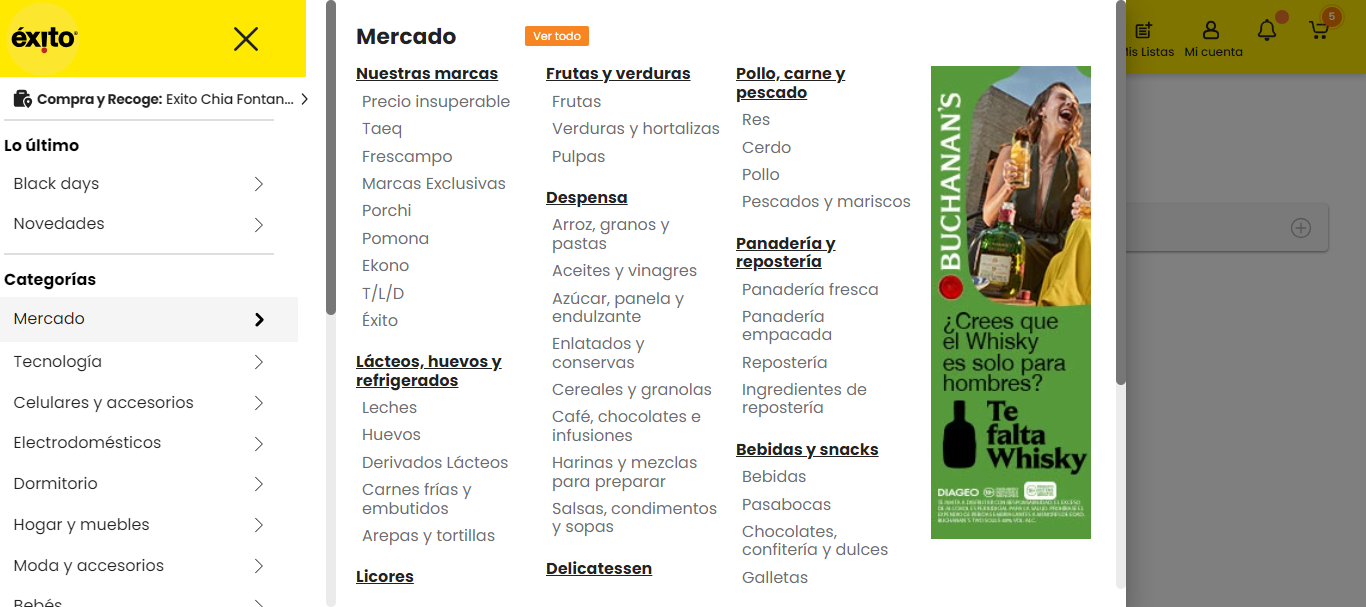 éxito
Compra y Recoge: Exito Chia Fontan...
Lo último
Black days
Novedades
Categorías
Mercado
Tecnología
Celulares y accesorios
Electrodomésticos
Dormitorio
Hogar y muebles
Moda y accesorios
Bebés
Mercado
Ver todo
Nuestras marcas
Precio insuperable
Taeq
Frescampo
Marcas Exclusivas
Porchi
Pomona
Ekono
T/L/D
Éxito
Lácteos, huevos y
refrigerados
Leches
Huevos
Derivados Lácteos
Carnes frías y
embutidos
Arepas y tortillas
Licores
Frutas y verduras
Frutas
Verduras y hortalizas
Pulpas
Despensa
Arroz, granos y
pastas
Aceites y vinagres
Azúcar, panela y
endulzante
Enlatados y
conservas
Cereales y granolas
Café, chocolates e
infusiones
Harinas y mezclas
para preparar
Salsas, condimentos
y sopas
Delicatessen
Pollo, carne y
pescado
Res
Cerdo
Pollo
Pescados y mariscos
Panadería y
repostería
Panadería fresca
Panadería
empacada
Repostería
Ingredientes de
repostería
Bebidas y snacks
Bebidas
Pasabocas
Chocolates,
confitería y dulces
Galletas
BUCHANAN'S
¿Crees que
el Whisky
es solo para
hombres?
Te
falta
Whisky
DIAGEO
Mis Listas
Mi cuenta
5